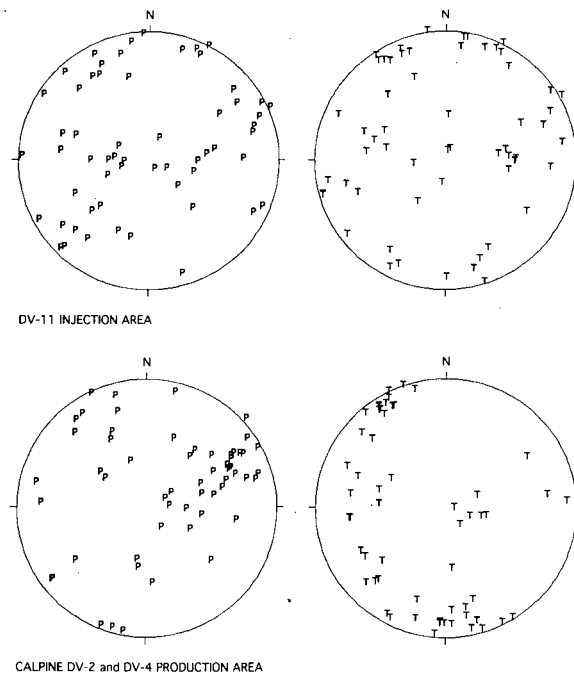 N N
DV-11 INJECTION AREA
N N
CALPINE DV-2 and DV-4 PRODUCTION AREA